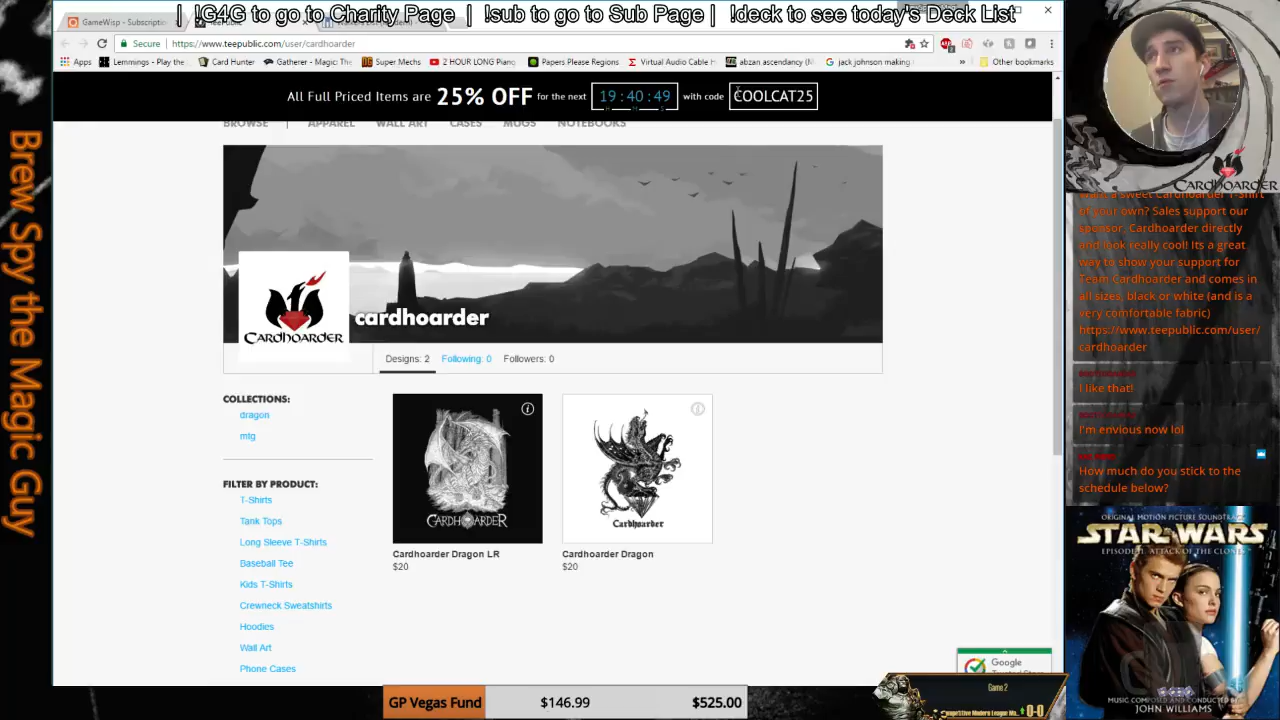 | !G4G to go to Charity Page | !sub to go to Sub Page | !deck to see today's Deck List
GameWisp - Subscription
Secure
https://www.teepublic.com/user/cardhoarder
Apps
Lemmings - Play the
Card Hunter
Gatherer - Magic
Super Mechs
2 HOUR LONG Piano
Papers Please Regions
Virtual Audio Cable
abzan.ascendancy (M
jack johnson making.
»
Other bookmarks
All Full Priced Items are 25% OFF for the next 19:40:49 with code COOLCAT25
BROWSE | APPAREL WALL ART CASES MUGS NOTEBOOKS
CARDHOARDER
cardhoarder
Designs: 2 Following: 0 Followers: 0
COLLECTIONS:
dragon
mtg
FILTER BY PRODUCT:
T-Shirts
Tank Tops
Long Sleeve T-Shirts
Baseball Tee
Kids T-Shirts
Crewneck Sweatshirts
Hoodies
Wall Art
Phone Cases
CARDHOARDER
Cardhoarder
Cardhoarder Dragon LR
$20
Cardhoarder Dragon
$20
Google
Brew Spy the Magic Guy
CARDHOARDER
Want a sweet Cardhoarder T-Shirt
of your own? Sales support our
sponsor, Cardhoarder directly
and look really cool! Its a great
way to show your support for
Team Cardhoarder and comes in
all sizes, black or white (and is a
very comfortable fabric)
https://www.teepublic.com/user/
cardhoarder
I like that!
I'm envious now lol
How much do you stick to the
schedule below?
ORIGINAL MOTION PICTURE SOUNDTRACK
STAR WARS
EPISODE II ATTACK OF THE CLONES
MUSIC COMPOSED AND CONDUCTED BY
JOHN WILLIAMS
GP Vegas Fund $146.99 $525.00
Game 2
Competitive Modern League Ma...
0-0